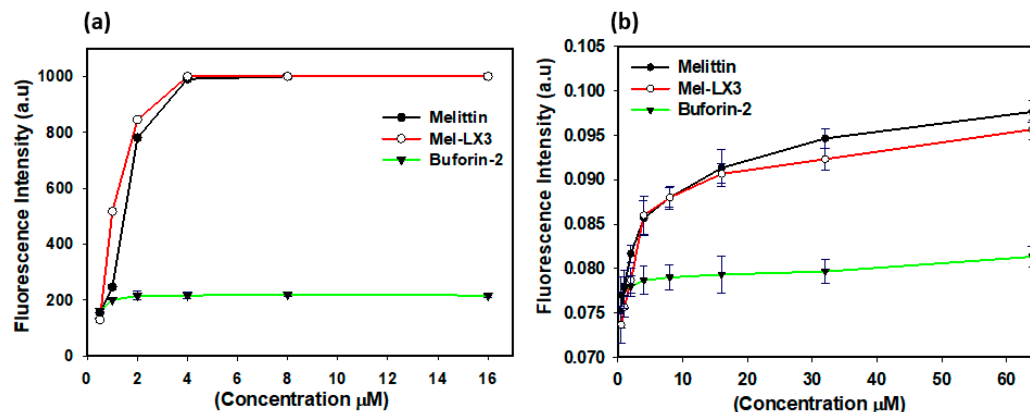 (a)
Fluorescence Intensity (a.u)
1000
800
600
400
200
0
Melittin
Mel-LX3
Buforin-2
0 2 4 6 8 10 12 14 16
(Concentration µM)
(b)
Fluorescence Intensity (a.u)
0.105
0.100
0.095
0.090
0.085
0.080
0.075
0.070
Melittin
Mel-LX3
Buforin-2
0 10 20 30 40 50 60
(Concentration µM)